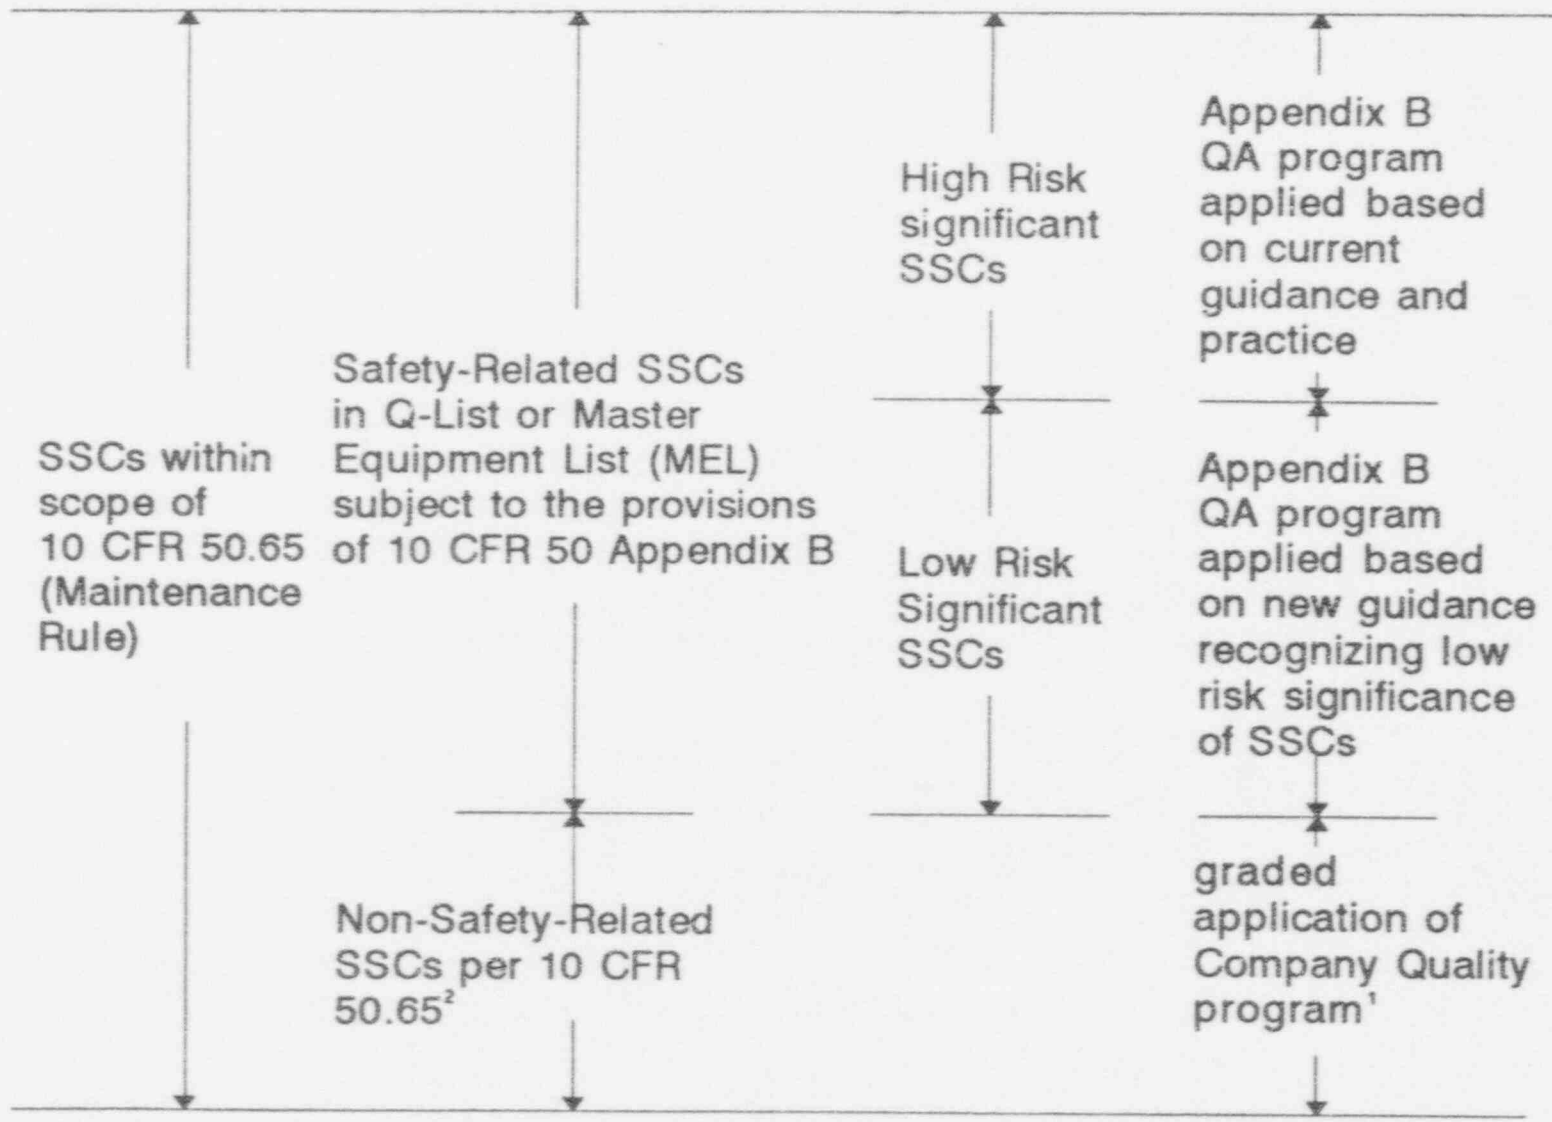 SSCs within
scope of
10 CFR 50.65
(Maintenance
Rule)
Safety-Related SSCs
in Q-List or Master
Equipment List (MEL)
subject to the provisions
of 10 CFR 50 Appendix B
Non-Safety-Related
SSCs per 10 CFR
50.65²
High Risk
significant
SSCs
Low Risk
Significant
SSCs
Appendix B
QA program
applied based
on current
guidance and
practice
Appendix B
QA program
applied based
on new guidance
recognizing low
risk significance
of SSCs
graded
application of
Company Quality
program¹